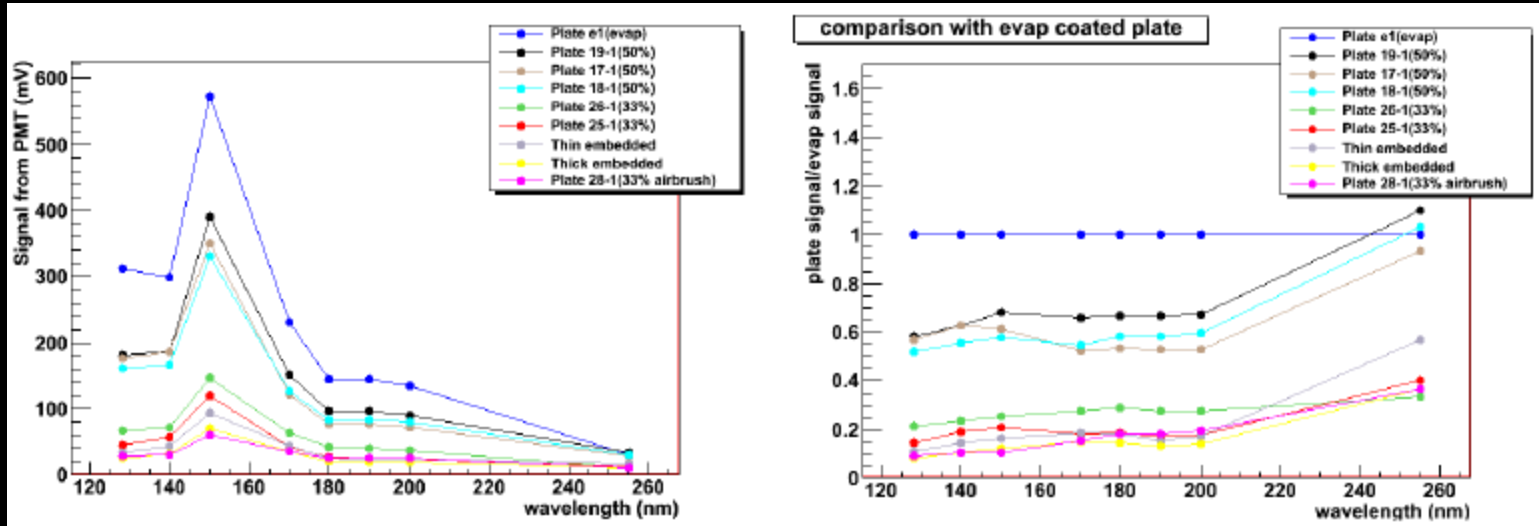 Plate e1(evap)
Plate 19-1(50%)
Plate 17-1(50%)
Plate 18-1(50%)
Plate 26-1(33%)
Plate 25-1(33%)
Thin embedded
Thick embedded
Plate 28-1(33% airbrush)
Signal from PMT (mV)
600
500
400
300
200
100
0
120 140 160 180 200 220 240 260
wavelength (nm)
comparison with evap coated plate
Plate e1(evap)
Plate 19-1(50%)
Plate 17-1(50%)
Plate 18-1(50%)
Plate 26-1(33%)
Plate 25-1(33%)
Thin embedded
Thick embedded
Plate 28-1(33% airbrush)
plate signal/evap signal
1.6
1.4
1.2
1
0.8
0.6
0.4
0.2
0
120 140 160 180 200 220 240 260
wavelength (nm)